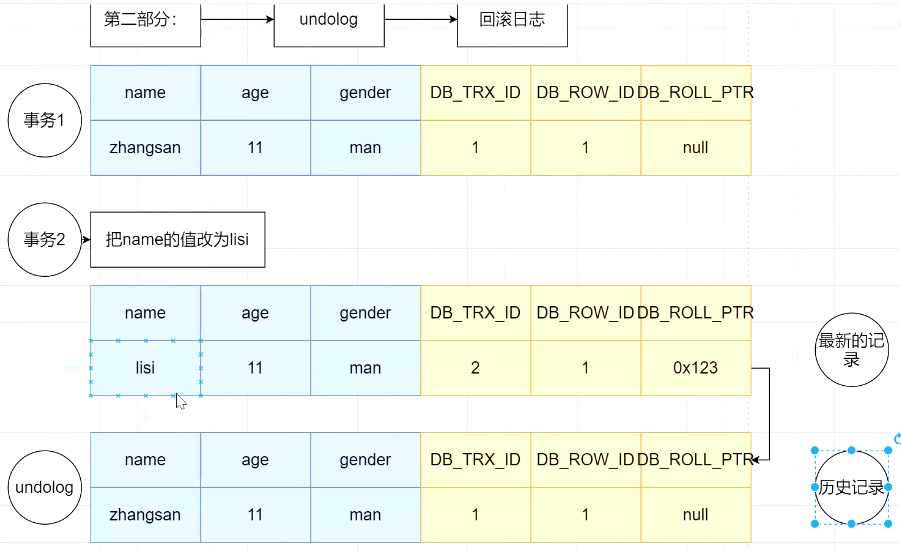 第二部分：
undolog
回滚日志
name age gender DB_TRX_ID DB_ROW_ID DB_ROLL_PTR
事务1
zhangsan 11 man 1 1 null
事务2
把name的值改为lisi
name age gender DB_TRX_ID DB_ROW_ID DB_ROLL_PTR
lisi 11 man 2 1 0x123
最新的记
录
name age gender DB_TRX_ID DB_ROW_ID DB_ROLL_PTR
undolog
历史记录
zhangsan 11 man 1 1 null